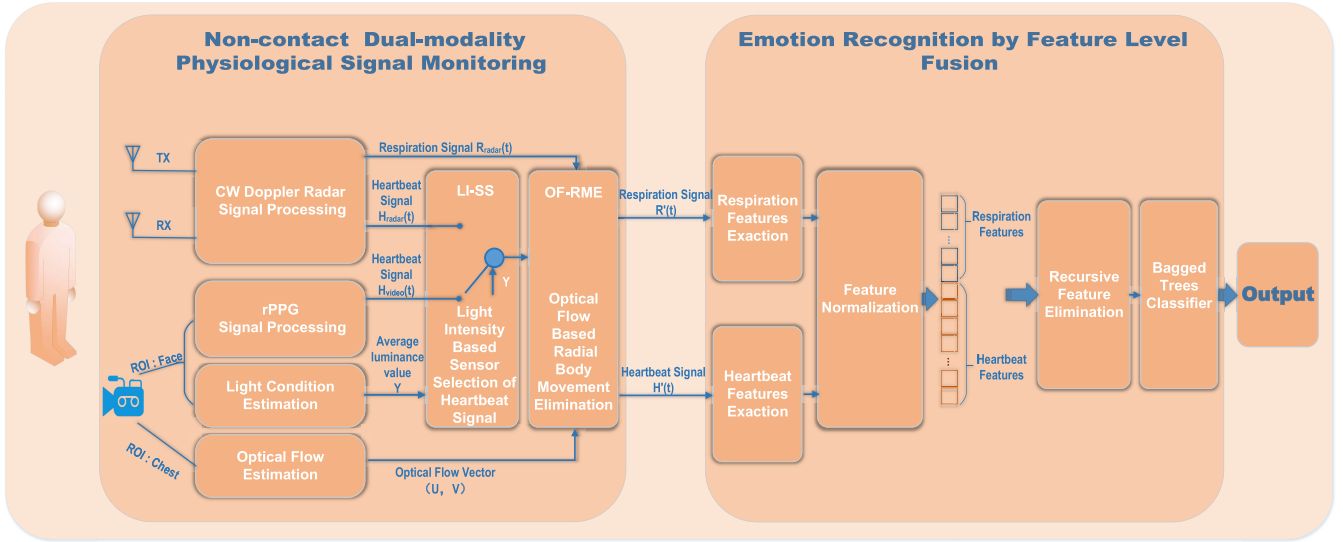 Non-contact Dual-modality
Physiological Signal Monitoring
Emotion Recognition by Feature Level
Fusion
TX
RX
CW Doppler Radar
Signal Processing
Respiration Signal Rradar(t)
Heartbeat
Signal
Hradar(t)
Heartbeat
Signal
Hvideo(t)
rPPG
Signal Processing
ROI : Face
Light Condition
Estimation
Average
luminance
value
Y
ROI : Chest
Optical Flow
Estimation
Optical Flow Vector
(U, V)
LI-SS
Y
Light
Intensity
Based
Sensor
Selection of
Heartbeat
Signal
OF-RME
Optical
Flow
Based
Radial
Body
Movement
Elimination
Respiration Signal
R'(t)
Heartbeat Signal
H'(t)
Respiration
Features
Exaction
Heartbeat
Features
Exaction
Feature
Normalization
Respiration
Features
Heartbeat
Features
Recursive
Feature
Elimination
Bagged
Trees
Classifier
Output